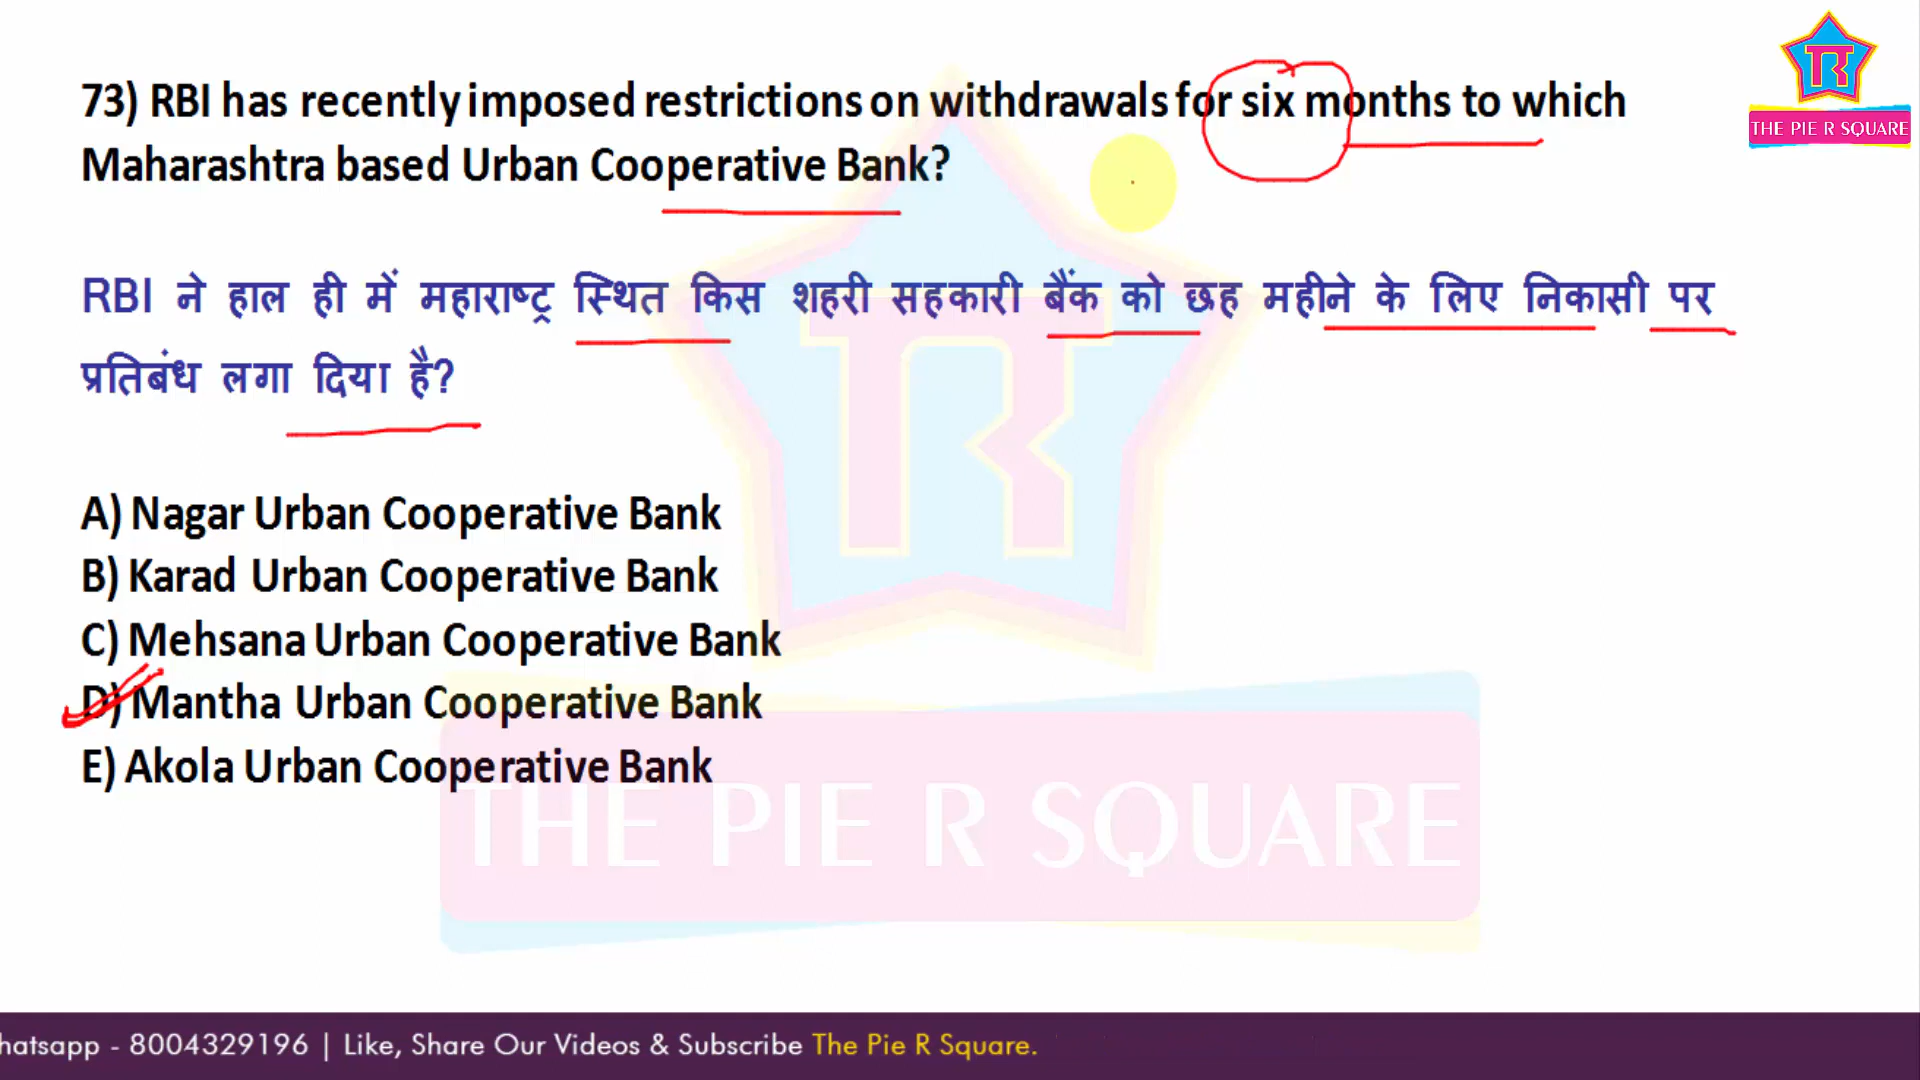 73) RBI has recently imposed restrictions on withdrawals for six months to which
Maharashtra based Urban Cooperative Bank?
RBI ने हाल ही में महाराष्ट्र स्थित किस शहरी सहकारी बैंक को छह महीने के लिए निकासी पर
प्रतिबंध लगा दिया है?
A) Nagar Urban Cooperative Bank
B) Karad Urban Cooperative Bank
C) Mehsana Urban Cooperative Bank
D) Mantha Urban Cooperative Bank
E) Akola Urban Cooperative Bank
THE PIE R SQUARE
THE PIE R SQUARE
hatsapp - 8004329196 | Like, Share Our Videos & Subscribe The Pie R Square.